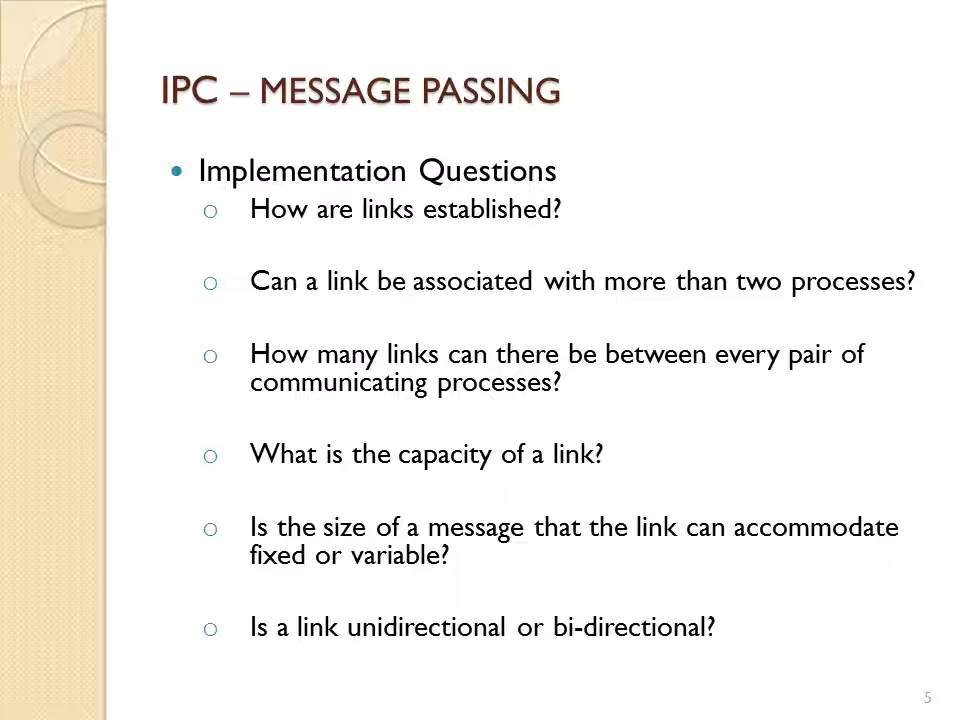 IPC – MESSAGE PASSING
• Implementation Questions
o How are links established?
o Can a link be associated with more than two processes?
o How many links can there be between every pair of
communicating processes?
o What is the capacity of a link?
o Is the size of a message that the link can accommodate
fixed or variable?
o Is a link unidirectional or bi-directional?
5